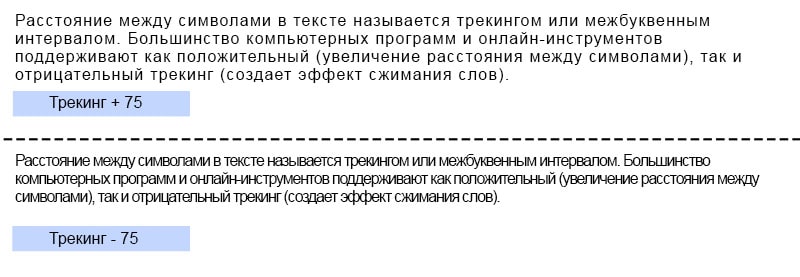 Расстояние между символами в тексте называется трекингом или межбуквенным
интервалом. Большинство компьютерных программ и онлайн-инструментов
поддерживают как положительный (увеличение расстояния между символами), так и
отрицательный трекинг (создает эффект сжимания слов).
Трекинг + 75
Расстояние между символами в тексте называется трекингом или межбуквенным интервалом. Большинство
компьютерных программ и онлайн-инструментов поддерживают как положительный (увеличение расстояния между
символами), так и отрицательный трекинг (создает эффект сжимания слов).
Трекинг - 75